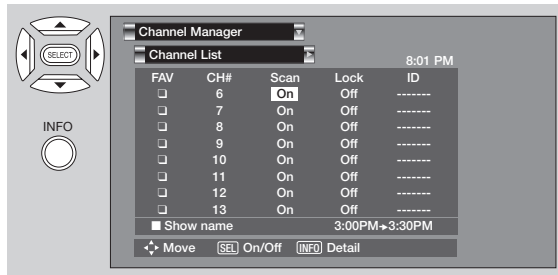 SELECT
INFO
Channel Manager
Channel List
8:01 PM
FAV CH# Scan Lock ID
❏ 6 On Off -------
❏ 7 On Off -------
❏ 8 On Off -------
❏ 9 On Off -------
❏ 10 On Off -------
❏ 11 On Off -------
❏ 12 On Off -------
❏ 13 On Off -------
■ Show name 3:00PM→3:30PM
Move SEL On/Off INFO Detail